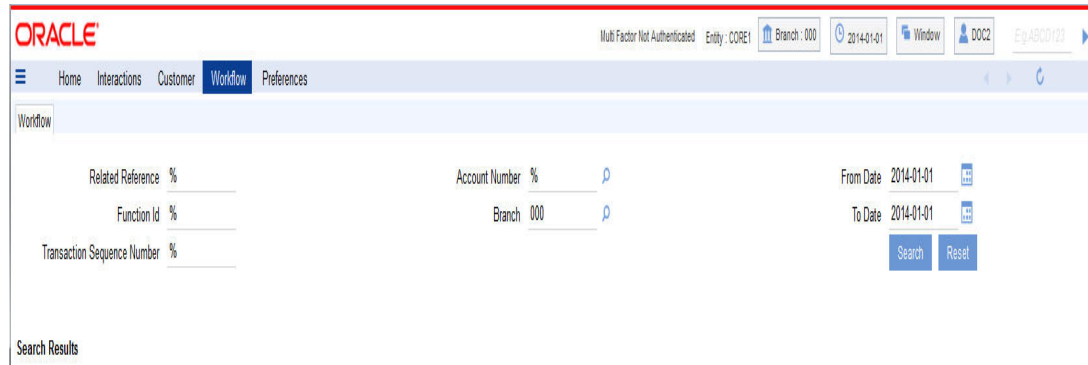 ORACLE
Multi Factor Not Authenticated Entity : CORE1 Branch : 000 2014-01-01 Window DOC2 E.g.ABCD123
Home Interactions Customer Workflow Preferences
Workflow
Related Reference % Account Number % From Date 2014-01-01
Function Id % Branch 000 To Date 2014-01-01
Transaction Sequence Number % Search Reset
Search Results